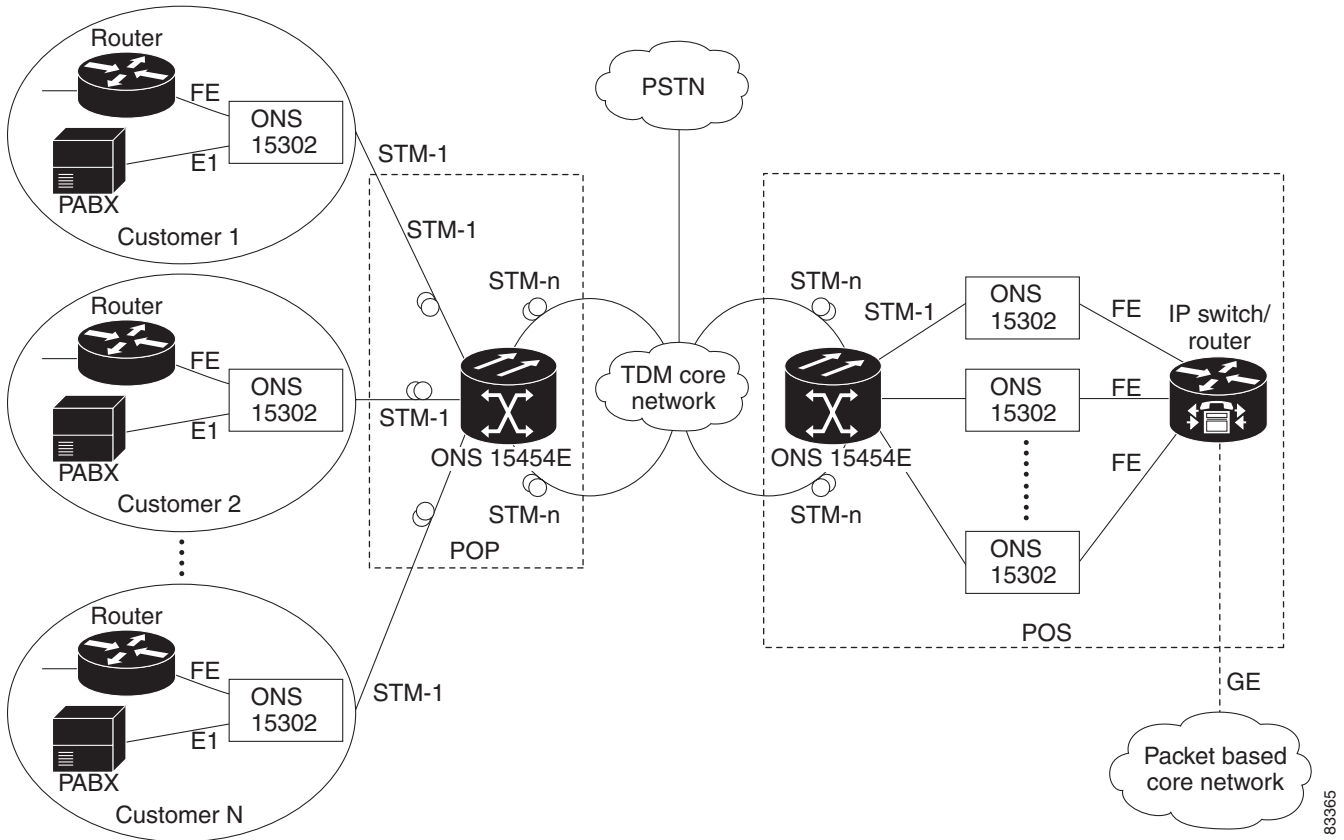 Router
FE
ONS
15302
E1
PABX
Customer 1
STM-1
STM-1
Router
FE
ONS
15302
E1
PABX
Customer 2
STM-1
Router
FE
ONS
15302
E1
PABX
Customer N
STM-1
STM-n
ONS 15454E
STM-n
POP
PSTN
TDM core
network
STM-n
ONS 15454E
STM-n
STM-1
ONS
15302
FE
ONS
15302
FE
ONS
15302
FE
IP switch/
router
POS
GE
Packet based
core network
83365